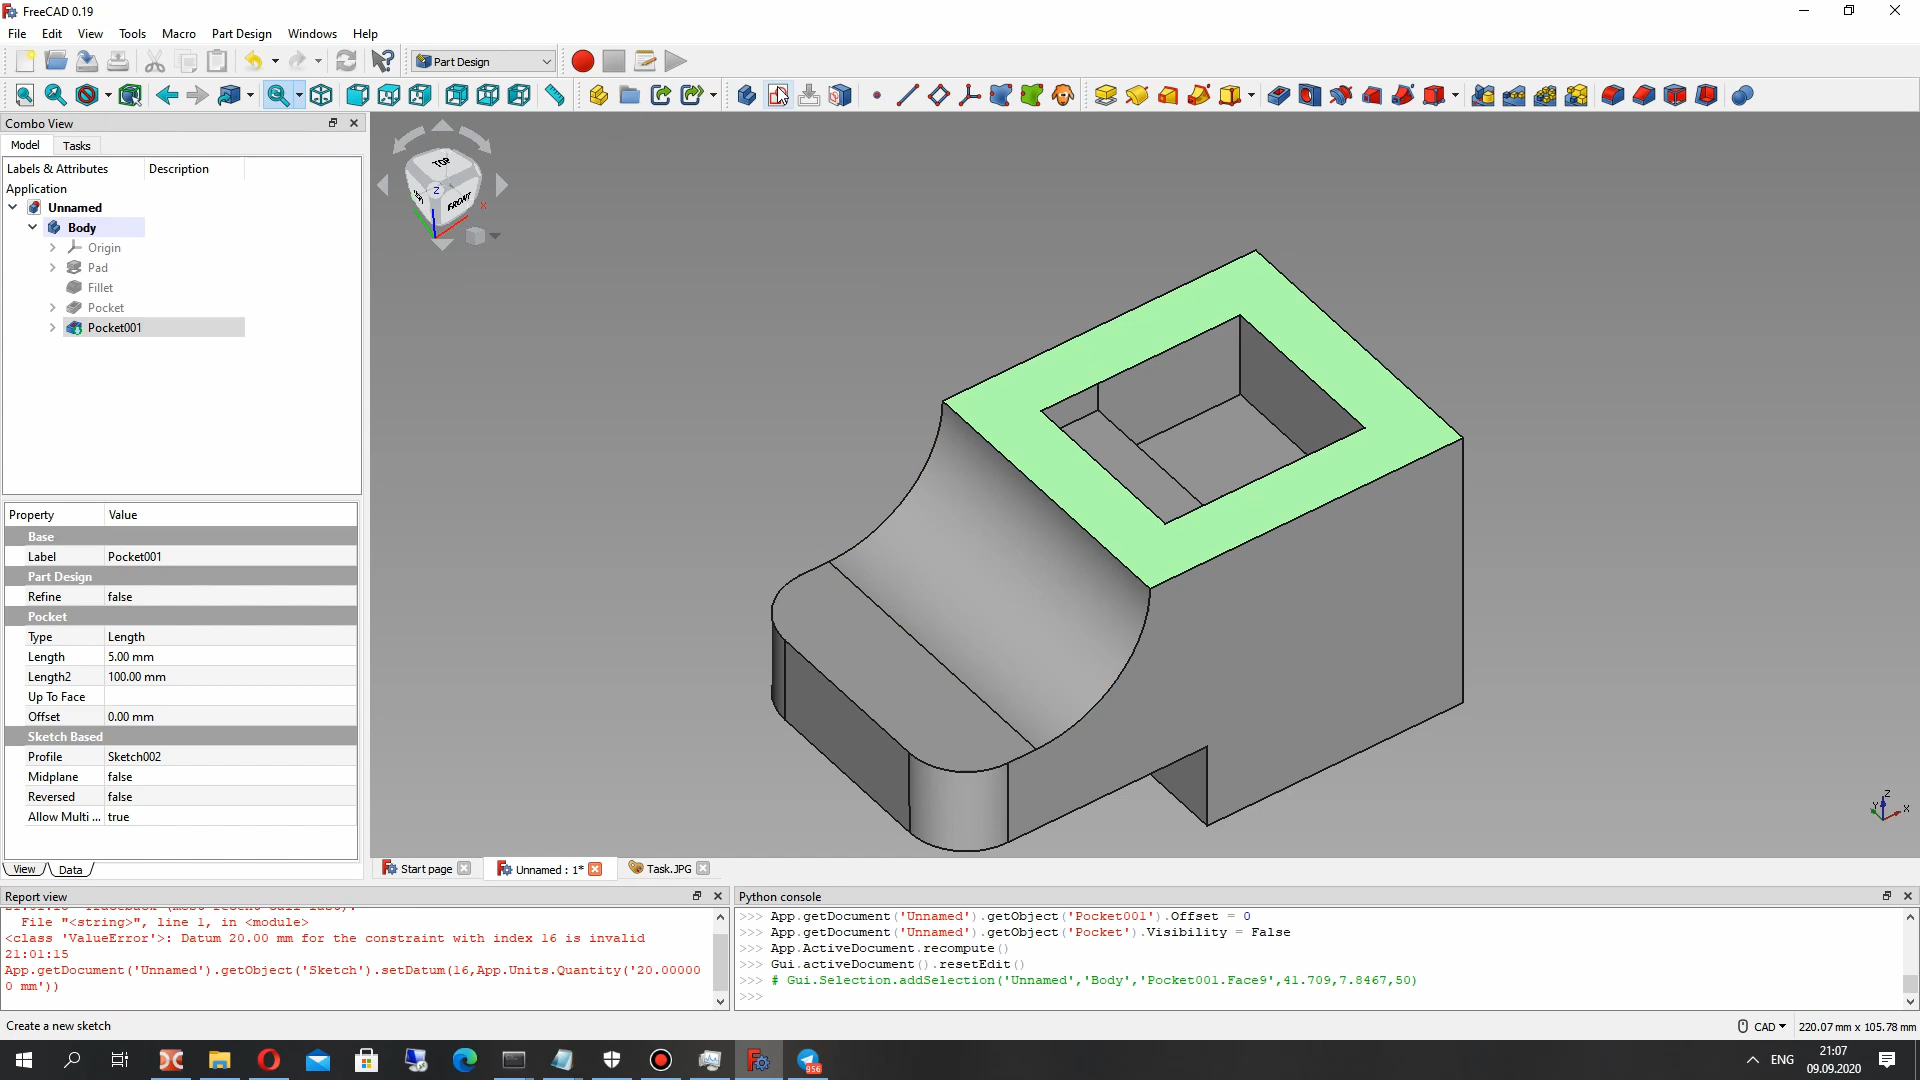 FreeCAD 0.19
File Edit View Tools Macro Part Design Windows Help
Part Design
Combo View
Model Tasks
Labels & Attributes Description
Application
Unnamed
Body
Origin
Pad
Fillet
Pocket
Pocket001
TOP
FRONT
Z
X
Property Value
Base
Label Pocket001
Part Design
Refine false
Pocket
Type Length
Length 5.00 mm
Length2 100.00 mm
Up To Face
Offset 0.00 mm
Sketch Based
Profile Sketch002
Midplane false
Reversed false
Allow Multi ... true
View Data
Z
Y
X
Start page Unnamed : 1* Task.JPG
Report view
File "<string>", line 1, in <module>
<class 'ValueError'>: Datum 20.00 mm for the constraint with index 16 is invalid
21:01:15
App.getDocument('Unnamed').getObject('Sketch').setDatum(16,App.Units.Quantity('20.00000
0 mm'))
Python console
>>> App.getDocument('Unnamed').getObject('Pocket001').Offset = 0
>>> App.getDocument('Unnamed').getObject('Pocket').Visibility = False
>>> App.ActiveDocument.recompute()
>>> Gui.activeDocument().resetEdit()
>>> # Gui.Selection.addSelection('Unnamed','Body','Pocket001.Face9',41.709,7.8467,50)
>>>
Create a new sketch
CAD 220.07 mm x 105.78 mm
956
ENG
21:07
09.09.2020